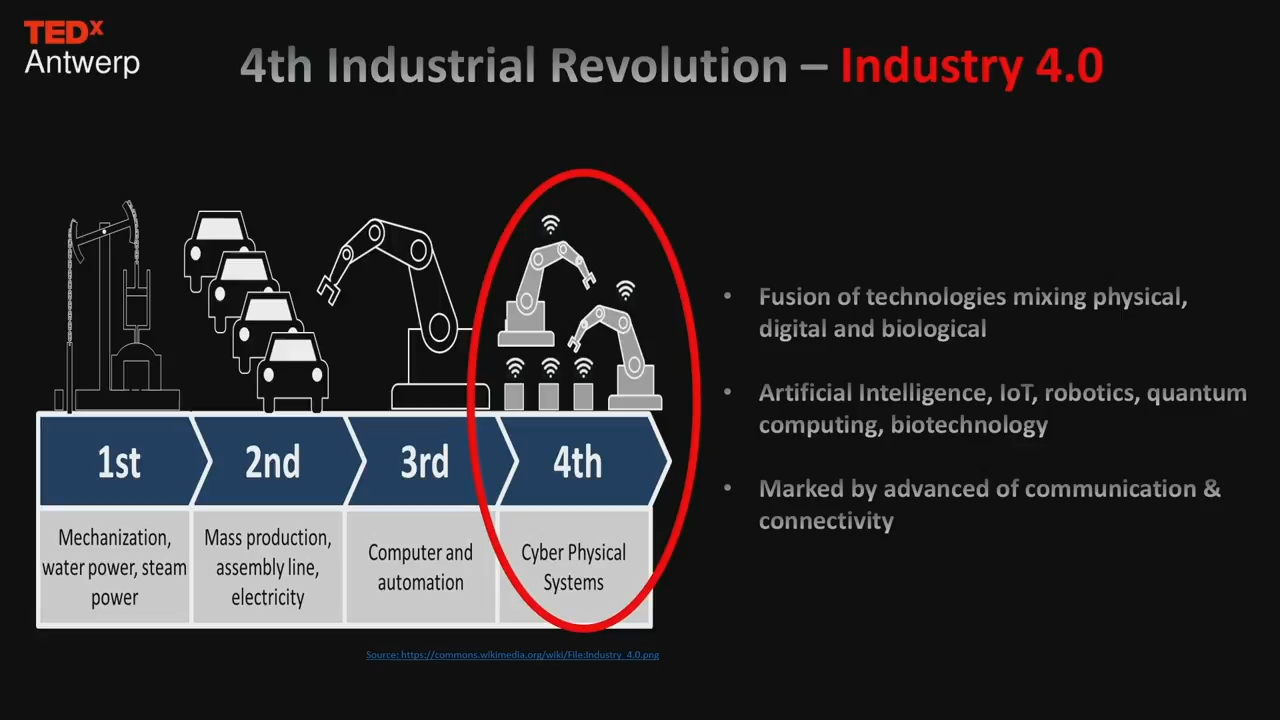 TEDx
Antwerp
4th Industrial Revolution – Industry 4.0
• Fusion of technologies mixing physical,
digital and biological
• Artificial Intelligence, IoT, robotics, quantum
computing, biotechnology
• Marked by advanced of communication &
connectivity
1st
2nd
3rd
4th
Mechanization,
water power, steam
power
Mass production,
assembly line,
electricity
Computer and
automation
Cyber Physical
Systems
Source: https://commons.wikimedia.org/wiki/File:Industry_4.0.png